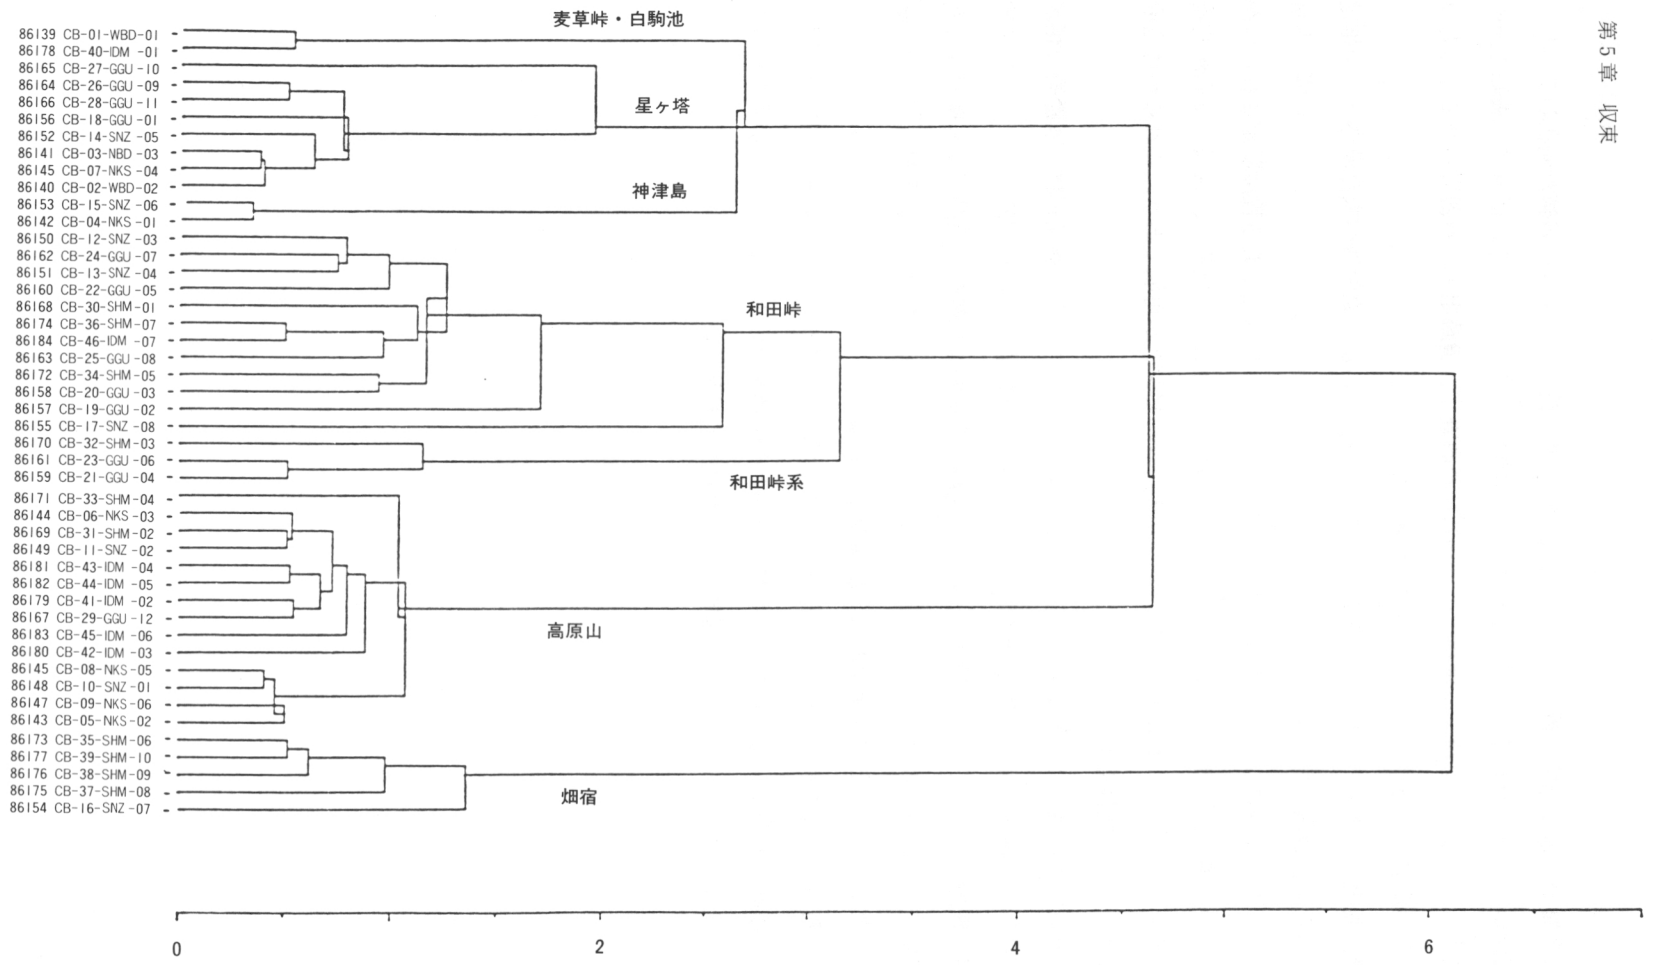 第5章 収束
麦草峠・白駒池
86139 CB-01-WBD-01
86178 CB-40-IDM -01
86165 CB-27-GGU -10
86164 CB-26-GGU -09
86166 CB-28-GGU -11
星ヶ塔
86156 CB-18-GGU -01
86152 CB-14-SNZ -05
86141 CB-03-NBD -03
86145 CB-07-NKS -04
86140 CB-02-WBD-02
神津島
86153 CB-15-SNZ -06
86142 CB-04-NKS -01
86150 CB-12-SNZ -03
86162 CB-24-GGU -07
86151 CB-13-SNZ -04
86160 CB-22-GGU -05
86168 CB-30-SHM -01
和田峠
86174 CB-36-SHM -07
86184 CB-46-IDM -07
86163 CB-25-GGU -08
86172 CB-34-SHM -05
86158 CB-20-GGU -03
86157 CB-19-GGU -02
86155 CB-17-SNZ -08
86170 CB-32-SHM -03
86161 CB-23-GGU -06
86159 CB-21-GGU -04
和田峠系
86171 CB-33-SHM -04
86144 CB-06-NKS -03
86169 CB-31-SHM -02
86149 CB-11-SNZ -02
86181 CB-43-IDM -04
86182 CB-44-IDM -05
86179 CB-41-IDM -02
86167 CB-29-GGU -12
86183 CB-45-IDM -06
高原山
86180 CB-42-IDM -03
86145 CB-08-NKS -05
86148 CB-10-SNZ -01
86147 CB-09-NKS -06
86143 CB-05-NKS -02
86173 CB-35-SHM -06
86177 CB-39-SHM -10
86176 CB-38-SHM -09
86175 CB-37-SHM -08
畑宿
86154 CB-16-SNZ -07
0 2 4 6